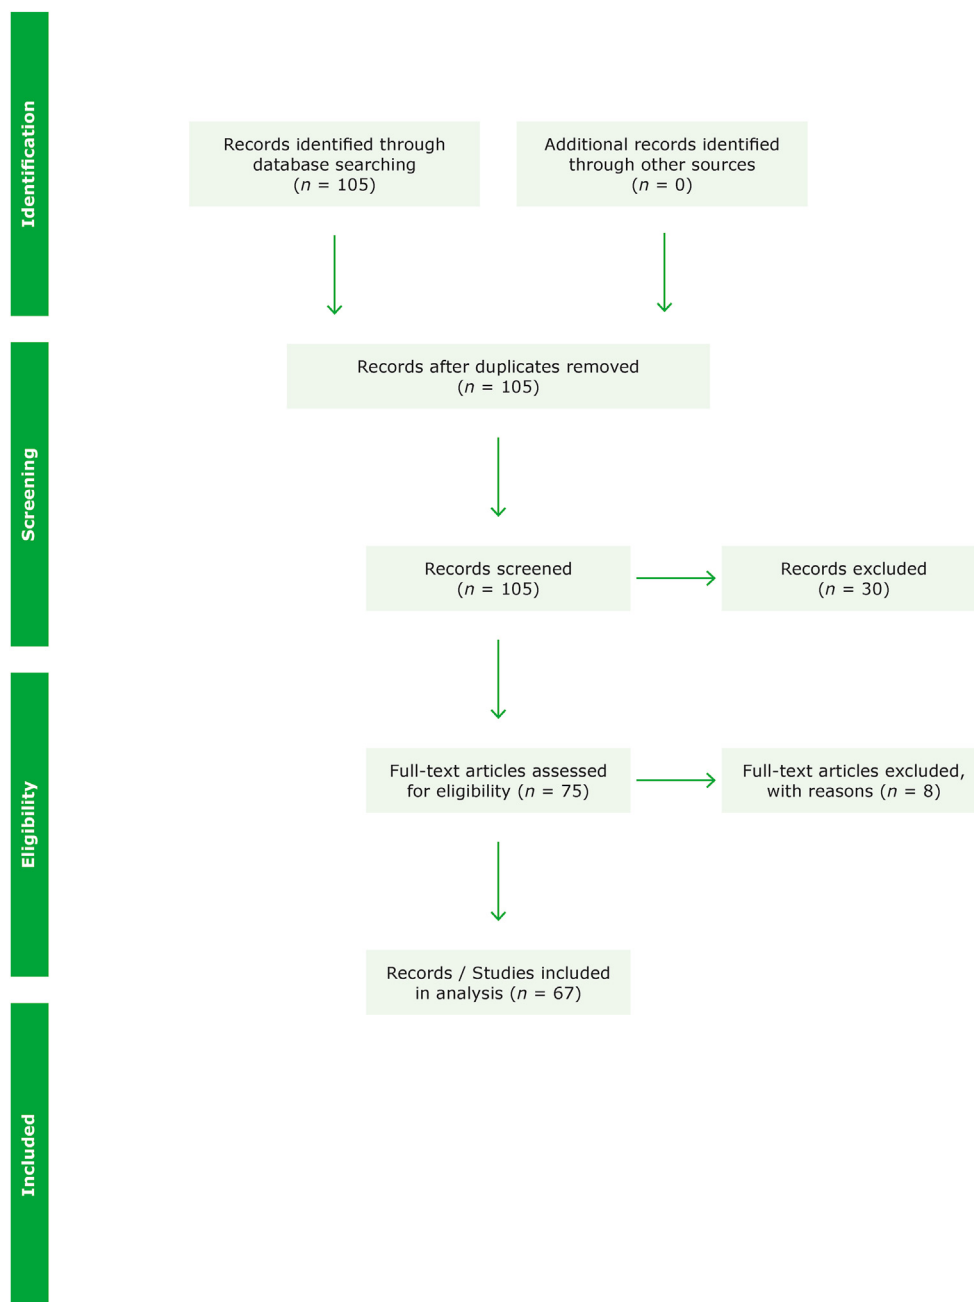 Identification
Records identified through
database searching
(n = 105)
Additional records identified
through other sources
(n = 0)
Screening
Records after duplicates removed
(n = 105)
Records screened
(n = 105)
Records excluded
(n = 30)
Eligibility
Full-text articles assessed
for eligibility (n = 75)
Full-text articles excluded,
with reasons (n = 8)
Records / Studies included
in analysis (n = 67)
Included